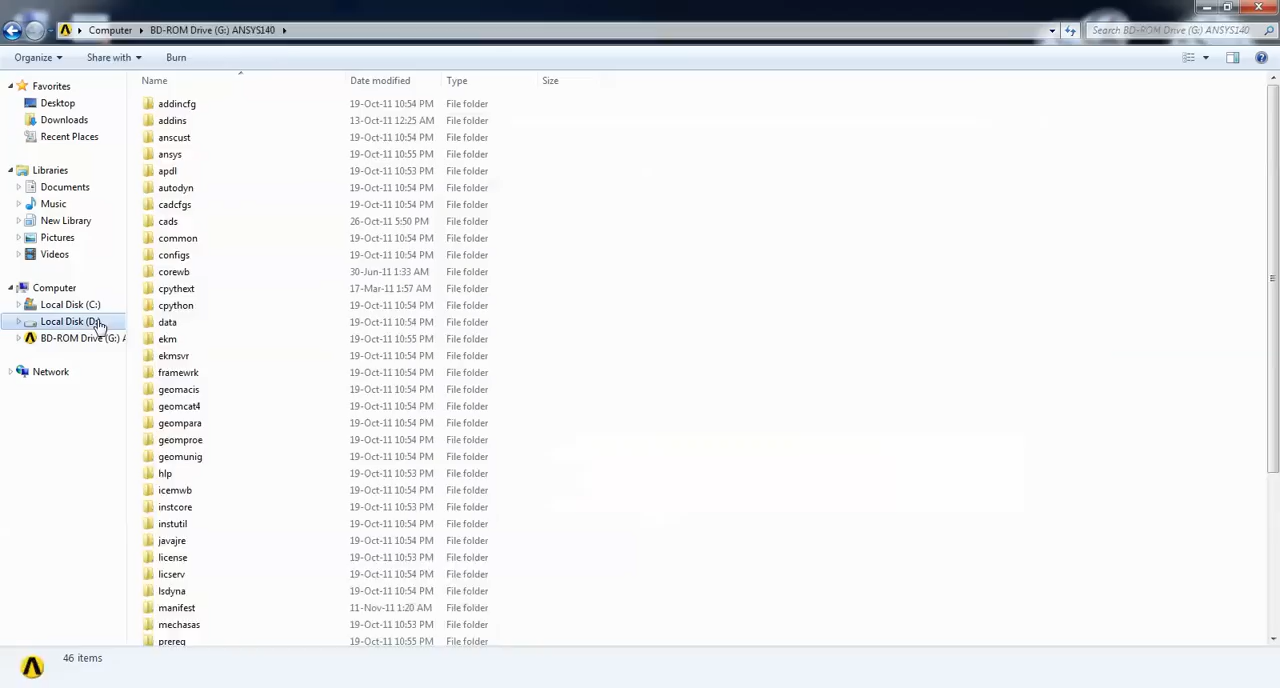 Computer BD-ROM Drive (G:) ANSYS140 Search BD-ROM Drive (G:) ANSYS140
Organize Share with Burn
Favorites
Desktop
Downloads
Recent Places
Libraries
Documents
Music
New Library
Pictures
Videos
Computer
Local Disk (C:)
Local Disk (D:)
BD-ROM Drive (G:) A
Network
Name Date modified Type Size
addincfg 19-Oct-11 10:54 PM File folder
addins 13-Oct-11 12:25 AM File folder
anscust 19-Oct-11 10:54 PM File folder
ansys 19-Oct-11 10:55 PM File folder
apdl 19-Oct-11 10:53 PM File folder
autodyn 19-Oct-11 10:54 PM File folder
cadcfgs 19-Oct-11 10:54 PM File folder
cads 26-Oct-11 5:50 PM File folder
common 19-Oct-11 10:54 PM File folder
configs 19-Oct-11 10:54 PM File folder
corewb 30-Jun-11 1:33 AM File folder
cpythext 17-Mar-11 1:57 AM File folder
cpython 19-Oct-11 10:54 PM File folder
data 19-Oct-11 10:54 PM File folder
ekm 19-Oct-11 10:55 PM File folder
ekmsvr 19-Oct-11 10:54 PM File folder
framewrk 19-Oct-11 10:54 PM File folder
geomacis 19-Oct-11 10:54 PM File folder
geomcat4 19-Oct-11 10:54 PM File folder
geompara 19-Oct-11 10:54 PM File folder
geomproe 19-Oct-11 10:54 PM File folder
geomunig 19-Oct-11 10:54 PM File folder
hlp 19-Oct-11 10:53 PM File folder
icemwb 19-Oct-11 10:54 PM File folder
instcore 19-Oct-11 10:53 PM File folder
instutil 19-Oct-11 10:54 PM File folder
javajre 19-Oct-11 10:54 PM File folder
license 19-Oct-11 10:53 PM File folder
licserv 19-Oct-11 10:54 PM File folder
lsdyna 19-Oct-11 10:54 PM File folder
manifest 11-Nov-11 1:20 AM File folder
mechasas 19-Oct-11 10:53 PM File folder
prereq 19-Oct-11 10:55 PM File folder
46 items